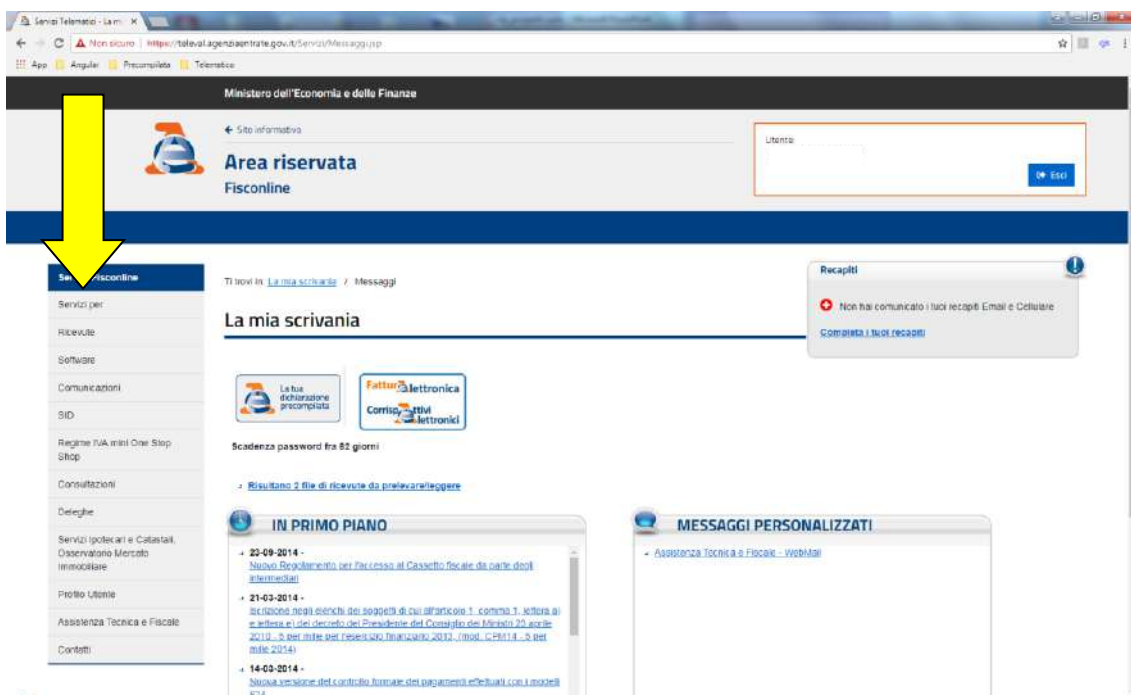 Servizi Telematici - La mi
Non sicuro | https://televal.agenziaentrate.gov.it/Servizi/Messaggi.jsp
App Angular Precompilata Telematico
Ministero dell'Economia e delle Finanze
Sito informativo
Area riservata
Fisconline
Utente:
Esci
Fisconline
Servizi per
Ricevute
Software
Comunicazioni
SID
Regime IVA mini One Stop
Shop
Consultazioni
Deleghe
Servizi Ipotecari e Catastali,
Osservatorio Mercato
Immobiliare
Profilo Utente
Assistenza Tecnica e Fiscale
Contatti
Ti trovi in: La mia scrivania / Messaggi
La mia scrivania
Recapiti
Non hai comunicato i tuoi recapiti Email e Cellulare
Completa i tuoi recapiti
La tua
dichiarazione
precompilata
Fattur lettronica
Corrisp ttivi
lettronici
Scadenza password fra 82 giorni
Risultano 2 file di ricevute da prelevare/leggere
IN PRIMO PIANO
23-09-2014 -
Nuovo Regolamento per l'accesso al Cassetto fiscale da parte degli
intermediari
21-03-2014 -
Iscrizione negli elenchi dei soggetti di cui all'articolo 1, comma 1, lettera a)
e lettera e) del decreto del Presidente del Consiglio dei Ministri 23 aprile
2010 - 5 per mille per l'esercizio finanziario 2013, (mod. CPM14 - 5 per
mille 2014)
14-03-2014 -
Nuova versione del controllo formale dei pagamenti effettuati con i modelli
F24
MESSAGGI PERSONALIZZATI
Assistenza Tecnica e Fiscale - WebMail